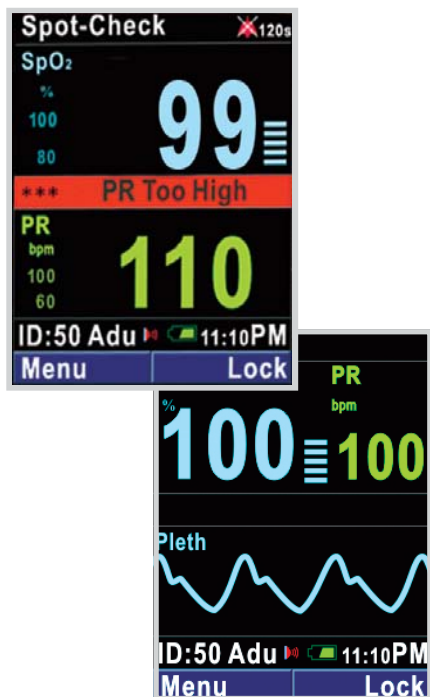 Spot-Check 120s
SpO₂
%
100
80
99
*** PR Too High
PR
bpm
100
60
110
ID:50 Adu 11:10PM
Menu Lock
PR
% bpm
100 100
Pleth
ID:50 Adu 11:10PM
Menu Lock